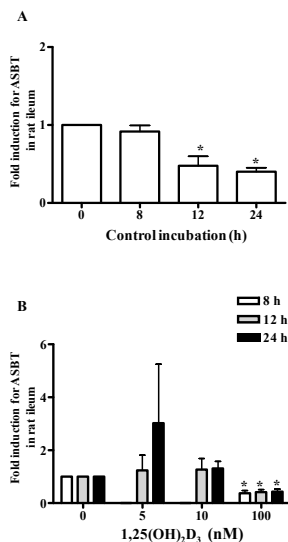 A
Fold induction for ASBT
in rat ileum
2
1
0
* *
0 8 12 24
Control incubation (h)
B
8 h
12 h
24 h
Fold induction for ASBT
in rat ileum
6
4
2
0
* * *
0 5 10 100
1,25(OH)₂D₃ (nM)